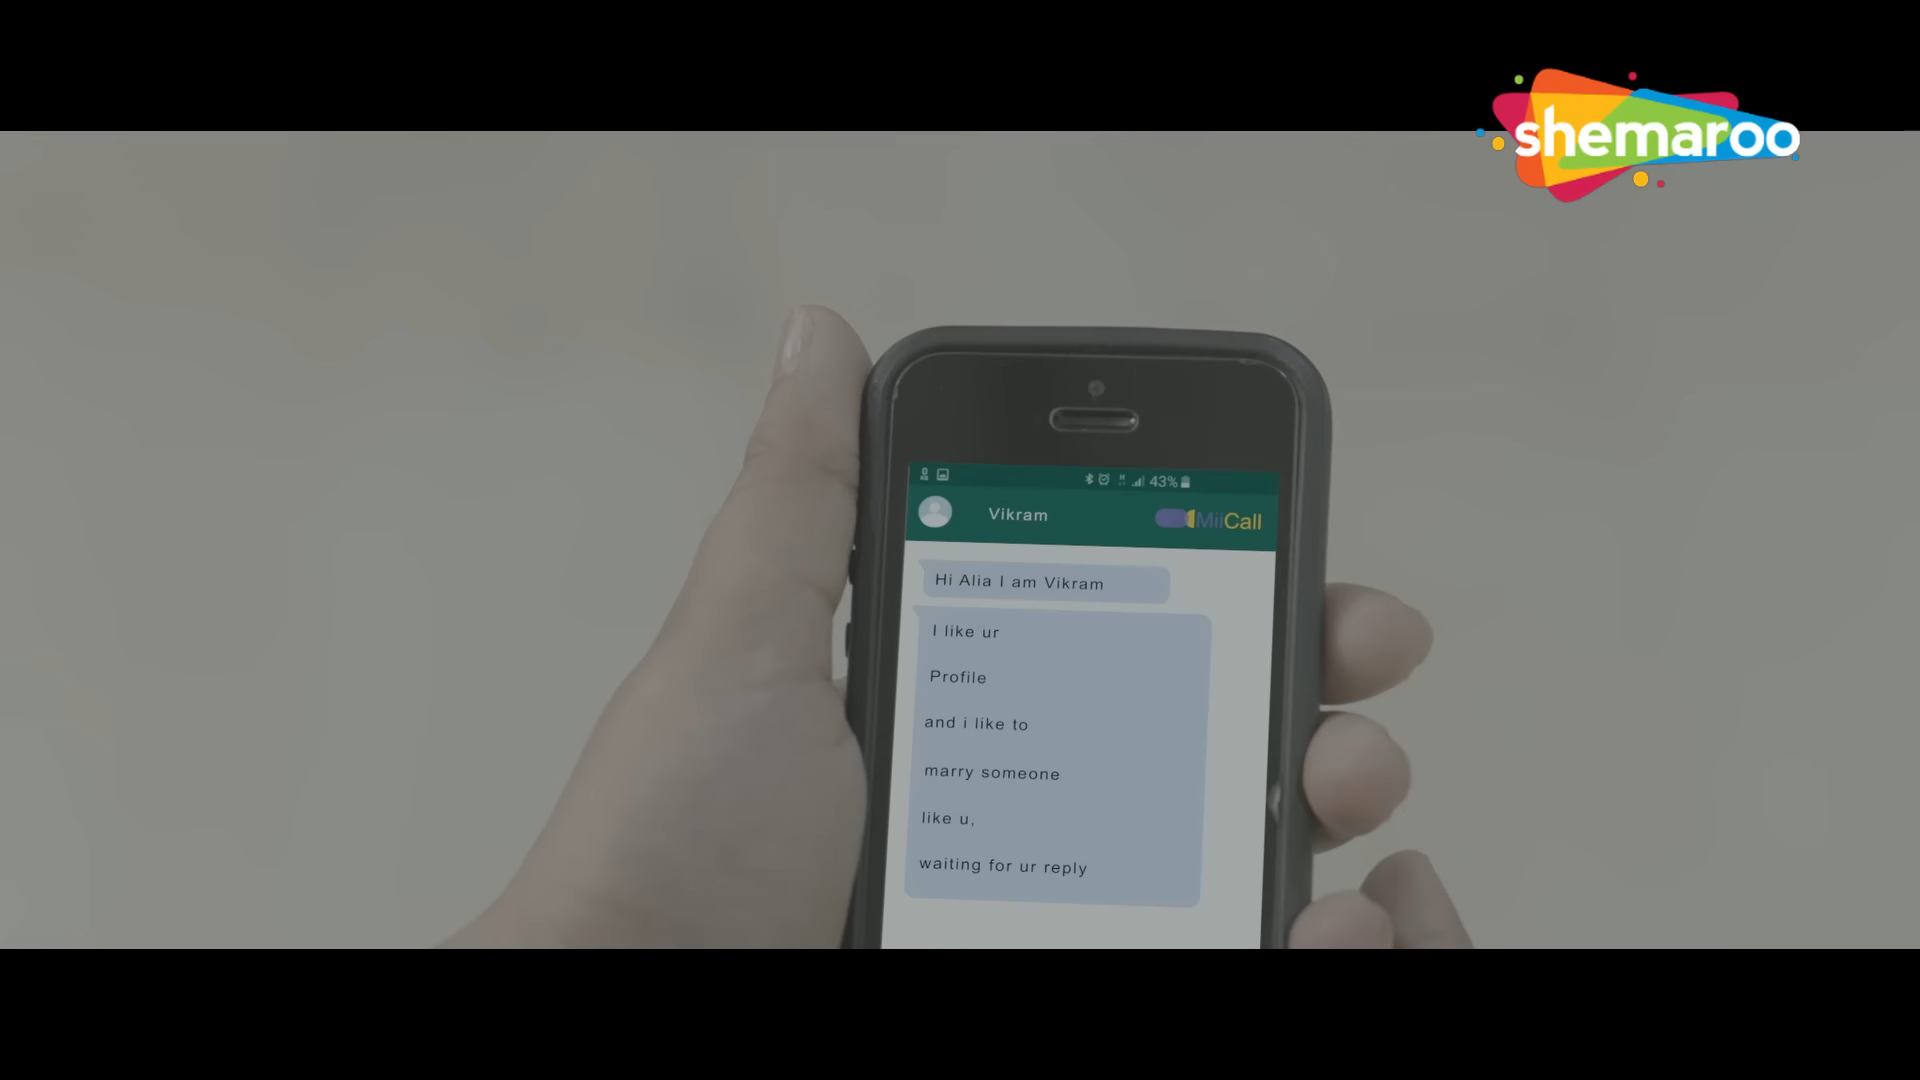 shemaroo
43%
Vikram
MiiCall
Hi Alia I am Vikram
I like ur
Profile
and i like to
marry someone
like u,
waiting for ur reply